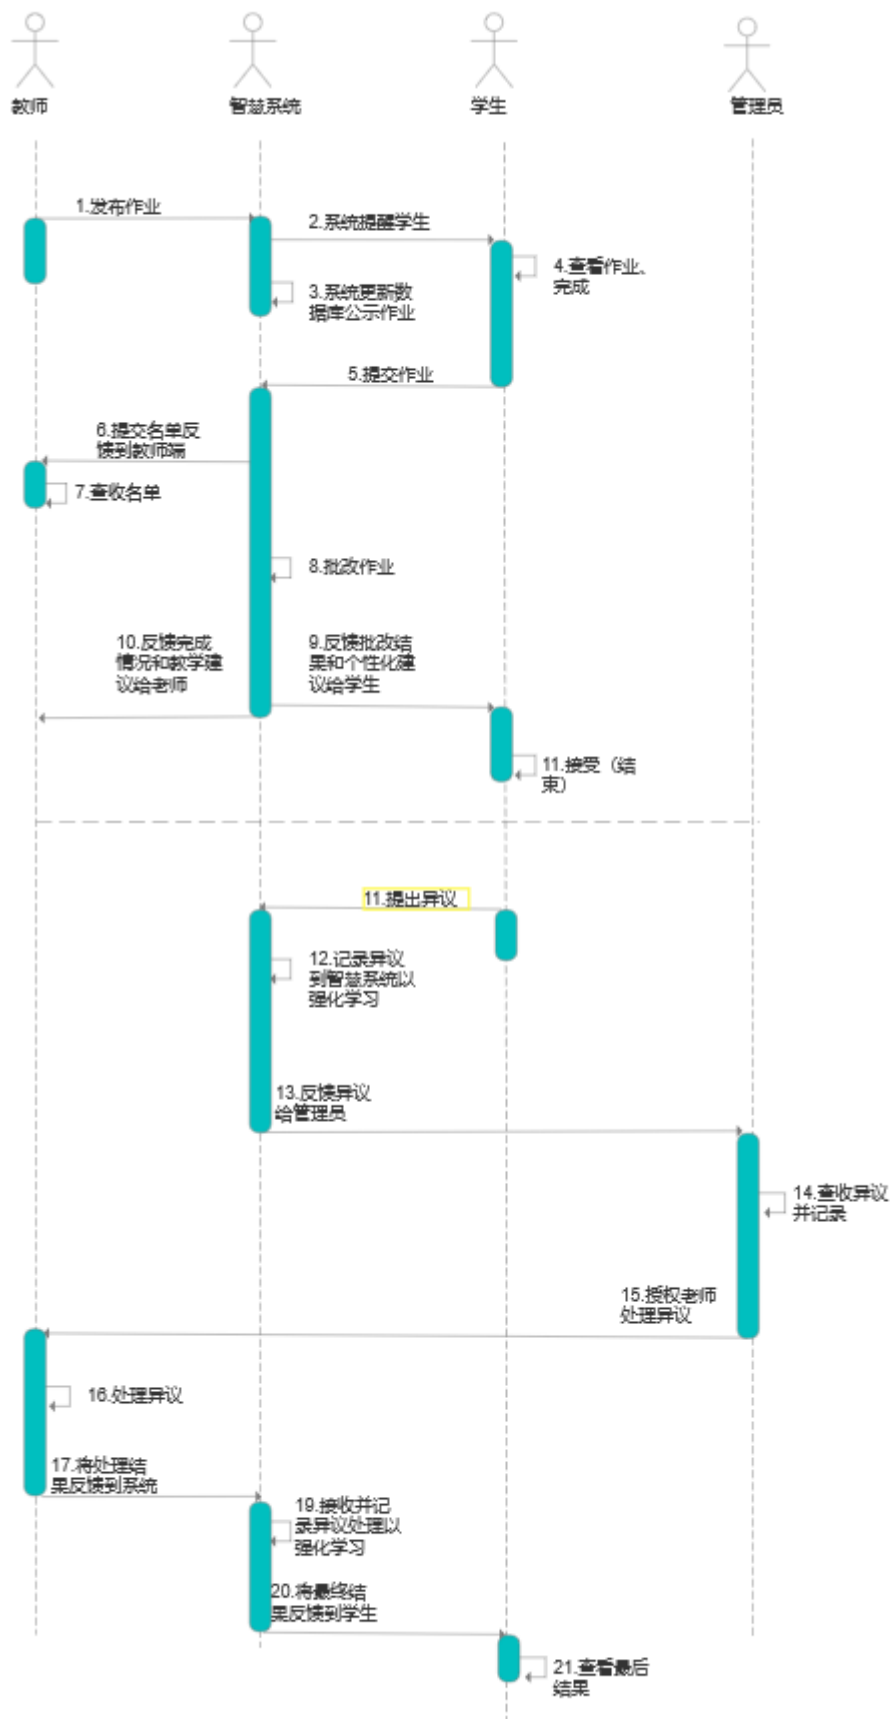 教师
智慧系统
学生
管理员
1.发布作业
2.系统提醒学生
4.查看作业、
完成
3.系统更新数
据库公示作业
5.提交作业
6.提交名单反
馈到教师端
7.查收名单
8.批改作业
10.反馈完成
情况和教学建
议给老师
9.反馈批改结
果和个性化建
议给学生
11.接受（结
束）
11.提出异议
12.记录异议
到智慧系统以
强化学习
13.反馈异议
给管理员
14.查收异议
并记录
15.授权老师
处理异议
16.处理异议
17.将处理结
果反馈到系统
19.接收并记
录异议处理以
强化学习
20.将最终结
果反馈到学生
21.查看最后
结果